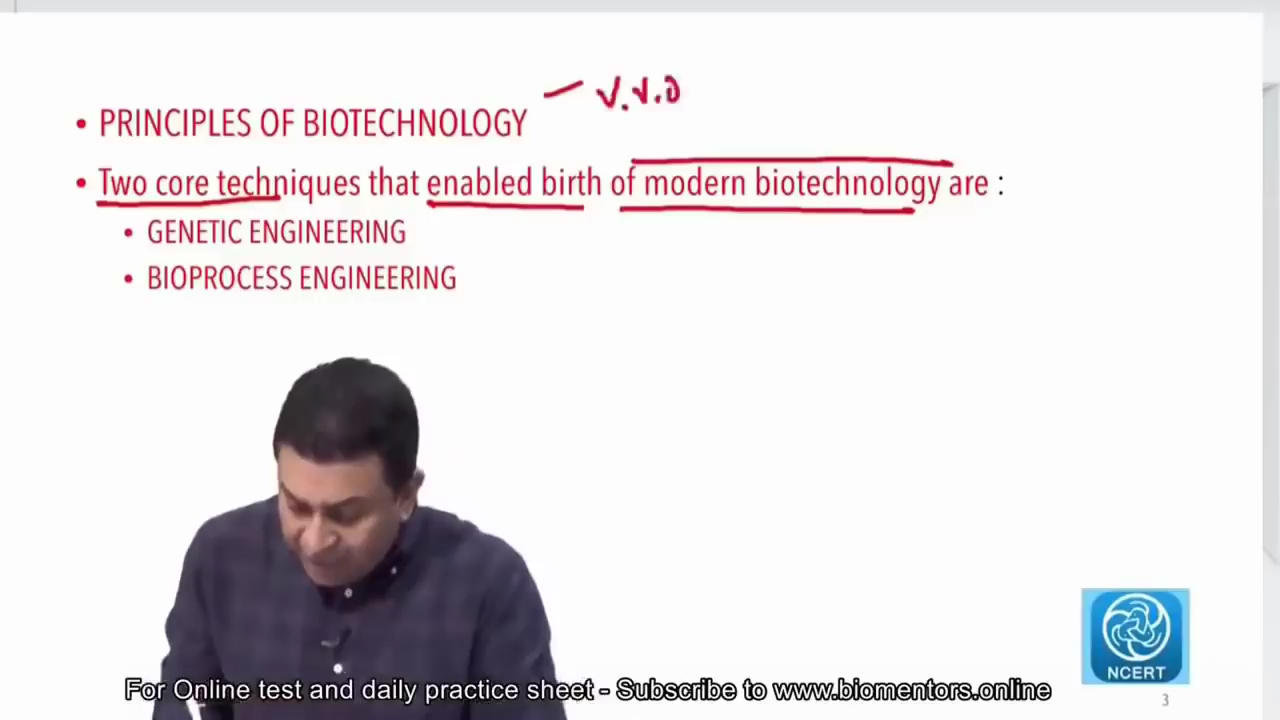 V.V.I
• PRINCIPLES OF BIOTECHNOLOGY
• Two core techniques that enabled birth of modern biotechnology are :
• GENETIC ENGINEERING
• BIOPROCESS ENGINEERING
NCERT
For Online test and daily practice sheet - Subscribe to www.biomentors.online
3